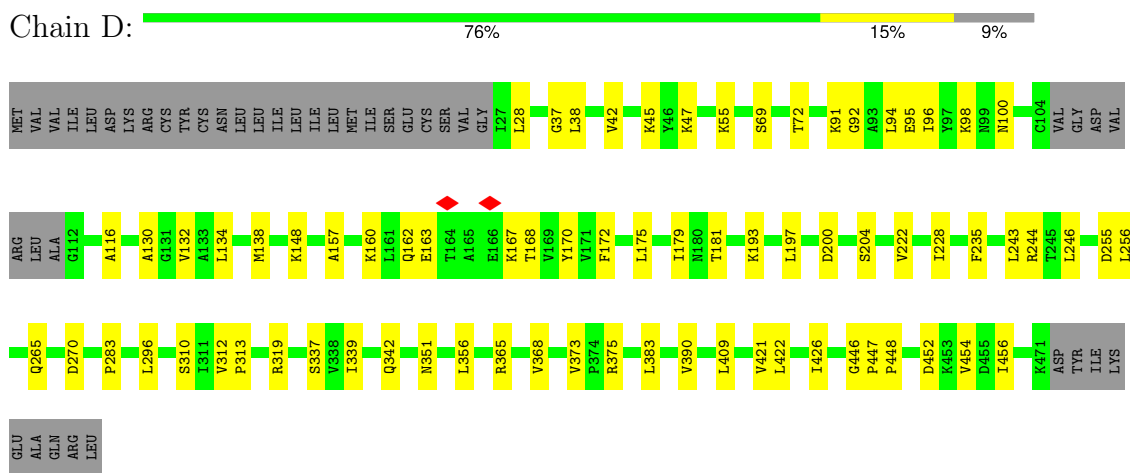 Chain D:
76% 15% 9%
MET VAL VAL ILE LEU ASP LYS ARG CYS TYR CYS ASN LEU LEU ILE LEU ILE LEU MET ILE SER GLU CYS SER VAL GLY I27 L28 G37 L38 V42 K45 Y46 K47 K55 S69 T72 K91 G92 A93 L94 E95 I96 Y97 K98 N99 N100 C104 VAL GLY ASP VAL
ARG LEU ALA G112 A116 A130 G131 V132 A133 L134 M138 K148 A157 K160 L161 Q162 E163 T164 A165 E166 K167 T168 V169 Y170 V171 F172 L175 I179 N180 T181 K193 L197 D200 S204 V222 I228 F235 L243 R244 T245 L246 D255 L256
Q265 D270 P283 L296 S310 I311 V312 P313 R319 S337 V338 I339 Q342 N351 L356 R365 V368 V373 P374 R375 L383 V390 L409 V421 L422 I426 G446 P447 P448 D452 K453 V454 D455 I456 K471 ASP TYR ILE LYS
GLU ALA GLN ARG LEU